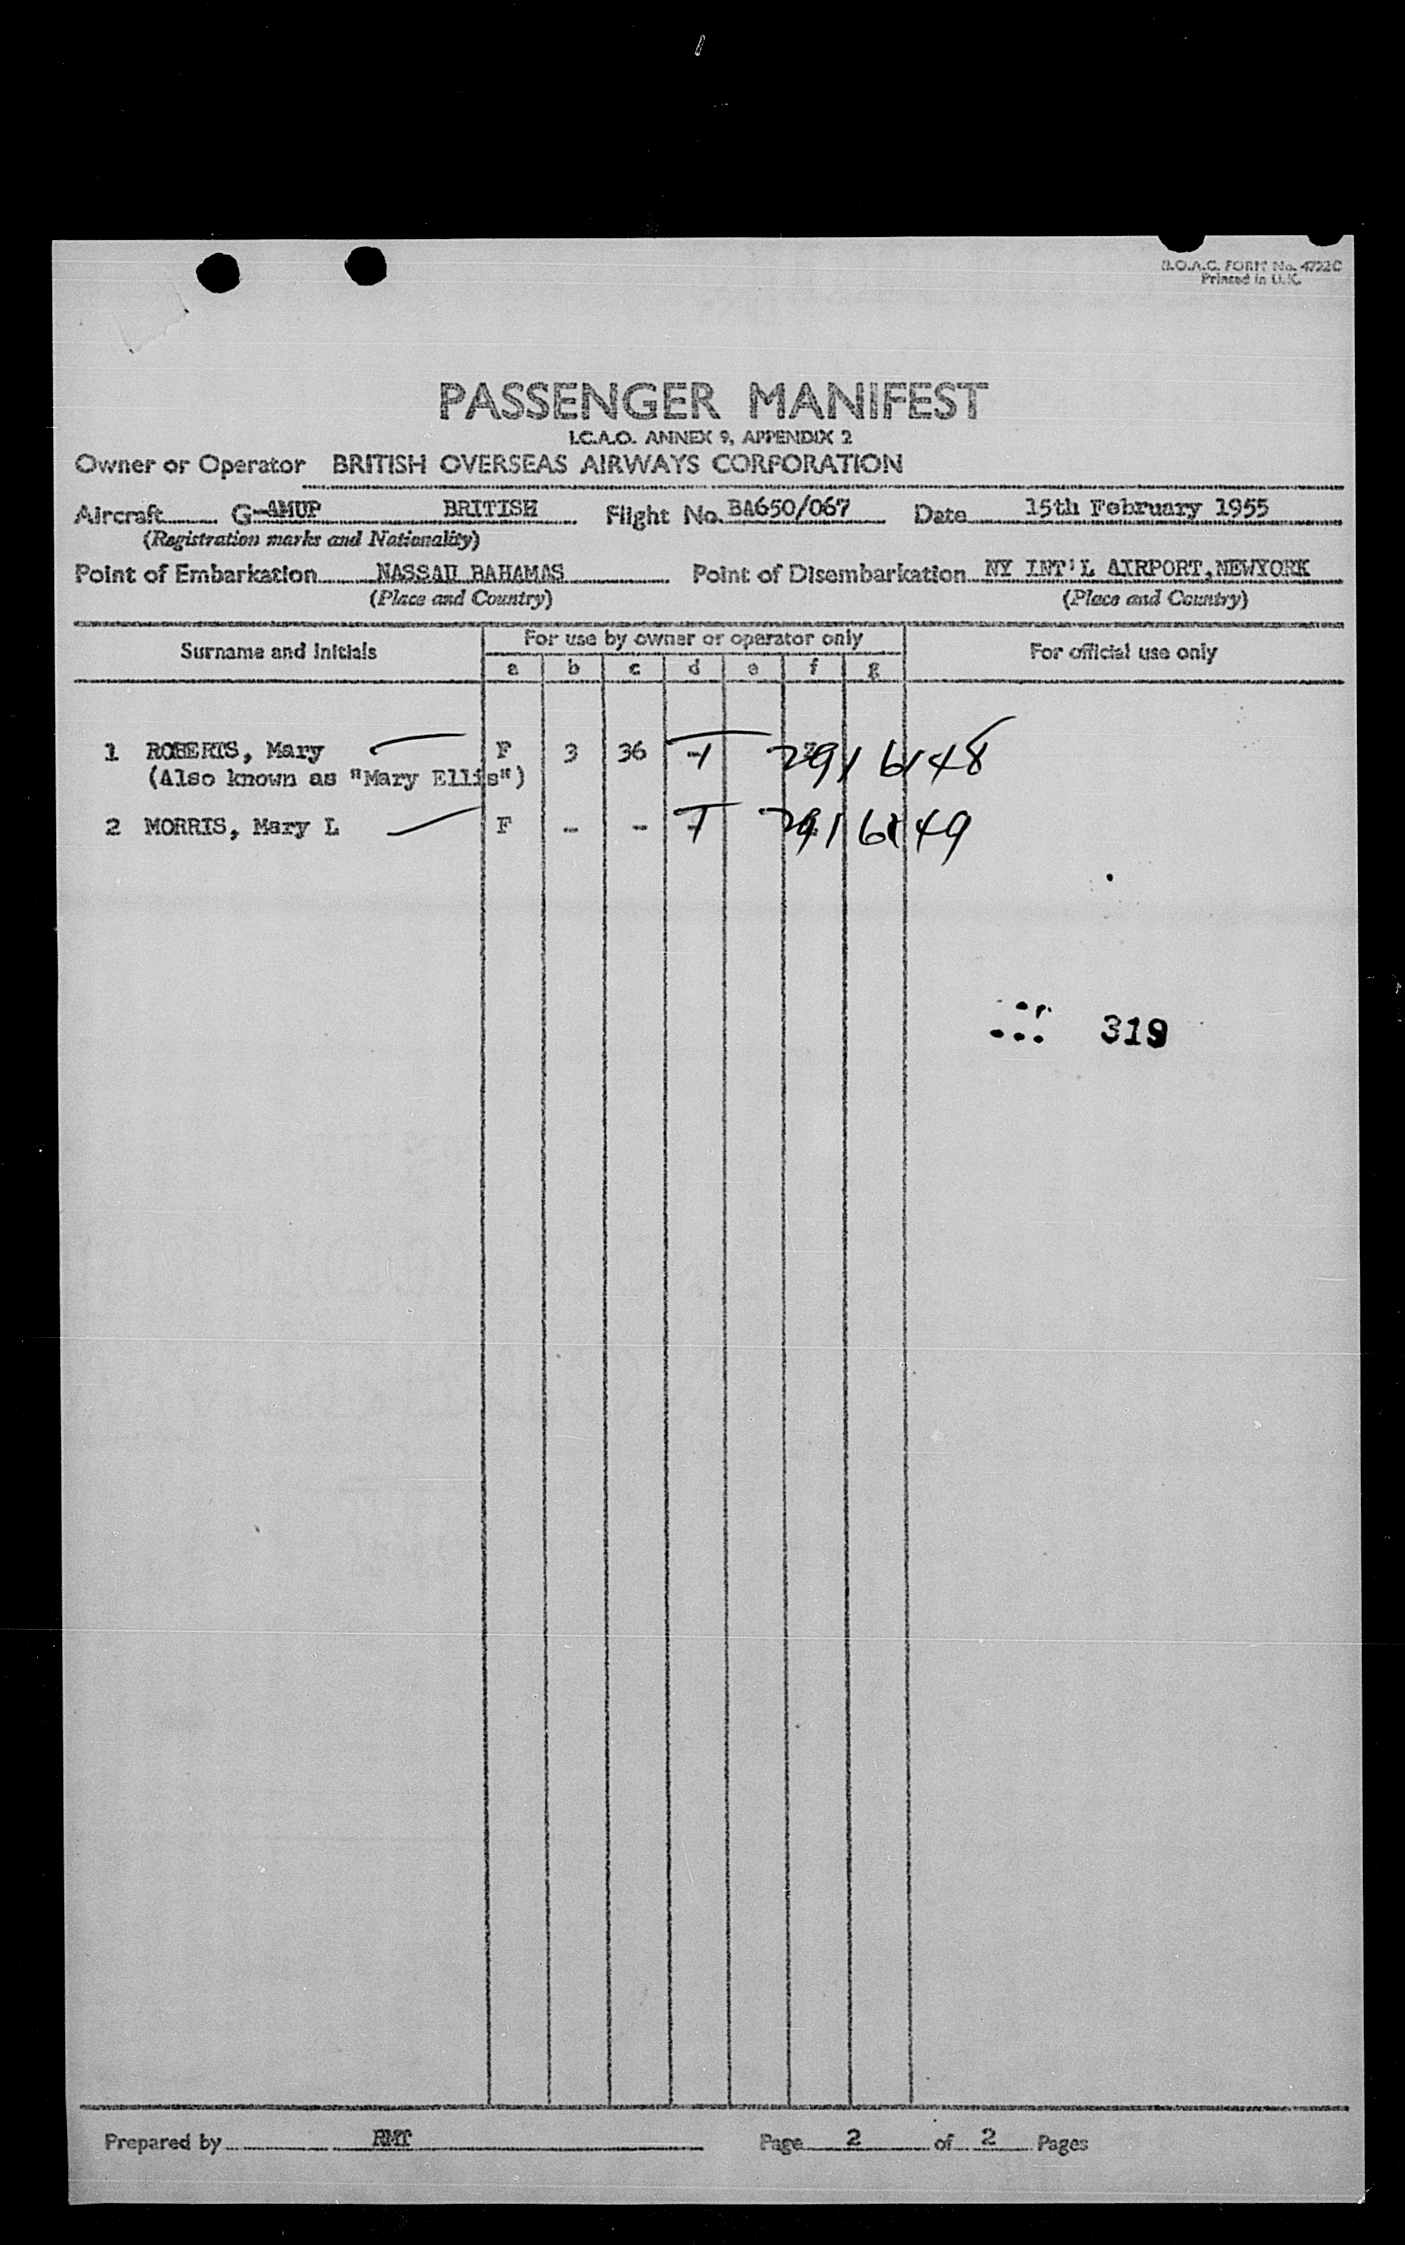 B.O.A.C. FORM No. 4722C
Printed in U.K.
PASSENGER MANIFEST
I.C.A.O. ANNEX 9, APPENDIX 2
Owner or Operator BRITISH OVERSEAS AIRWAYS CORPORATION
Aircraft G-AMUP BRITISH Flight No. BA650/067 Date 15th February 1955
(Registration marks and Nationality)
Point of Embarkation NASSAU BAHAMAS Point of Disembarkation NY INT'L AIRPORT,NEWYORK
(Place and Country) (Place and Country)
Surname and Initials For use by owner or operator only For official use only
a b c d e f g
1 ROBERTS, Mary F 3 36 - T 2916148
(Also known as "Mary Ellis")
2 MORRIS, Mary L F - - - T 2916149
319
Prepared by RMT Page 2 of 2 Pages